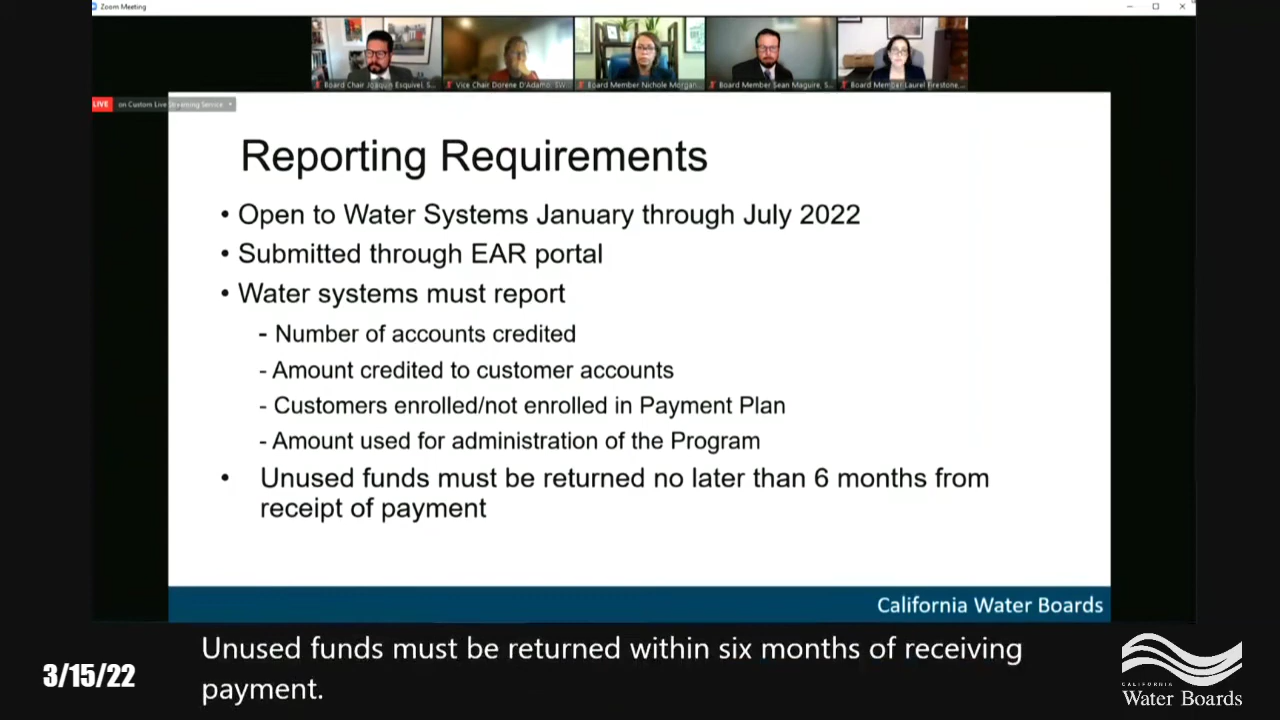 Zoom Meeting
Board Chair Joaquin Esquivel, S...
Vice Chair Dorene D'Adamo, SW...
Board Member Nichole Morgan...
Board Member Sean Maguire, S...
Board Member Laurel Firestone...
LIVE on Custom Live Streaming Service
Reporting Requirements
• Open to Water Systems January through July 2022
• Submitted through EAR portal
• Water systems must report
- Number of accounts credited
- Amount credited to customer accounts
- Customers enrolled/not enrolled in Payment Plan
- Amount used for administration of the Program
• Unused funds must be returned no later than 6 months from
receipt of payment
California Water Boards
Unused funds must be returned within six months of receiving
payment.
3/15/22
CALIFORNIA
Water Boards